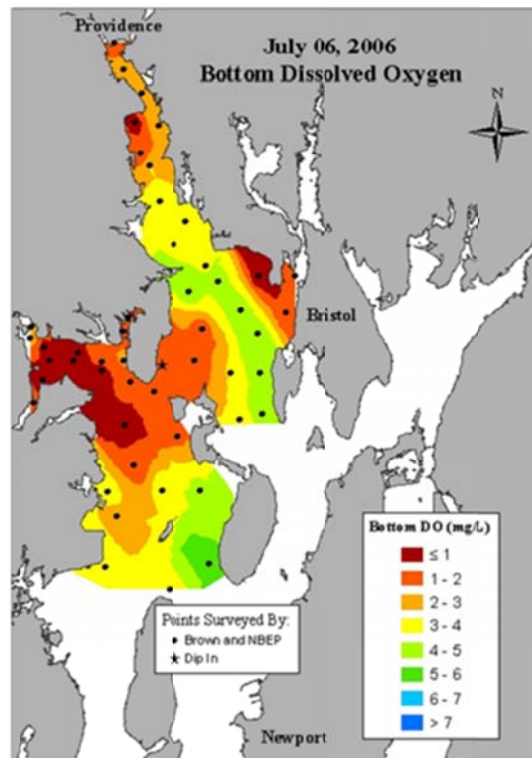 Providence
July 06, 2006
Bottom Dissolved Oxygen
N
Bristol
Bottom DO (mg/L)
≤ 1
1 - 2
2 - 3
3 - 4
4 - 5
5 - 6
6 - 7
> 7
Points Surveyed By:
Brown and NBEP
Dip In
Newport